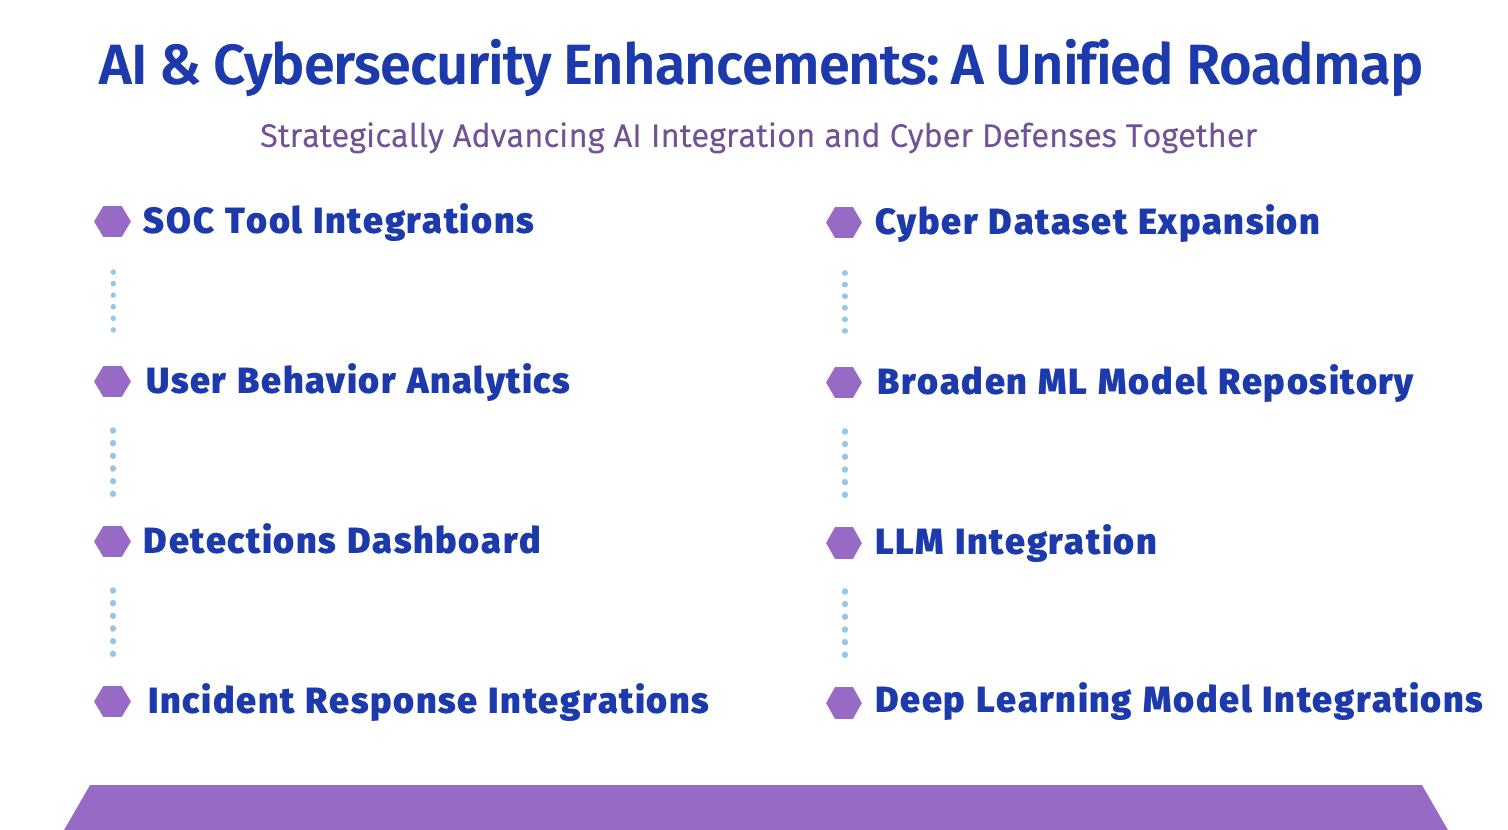 AI & Cybersecurity Enhancements: A Unified Roadmap
Strategically Advancing AI Integration and Cyber Defenses Together
SOC Tool Integrations
User Behavior Analytics
Detections Dashboard
Incident Response Integrations
Cyber Dataset Expansion
Broaden ML Model Repository
LLM Integration
Deep Learning Model Integrations